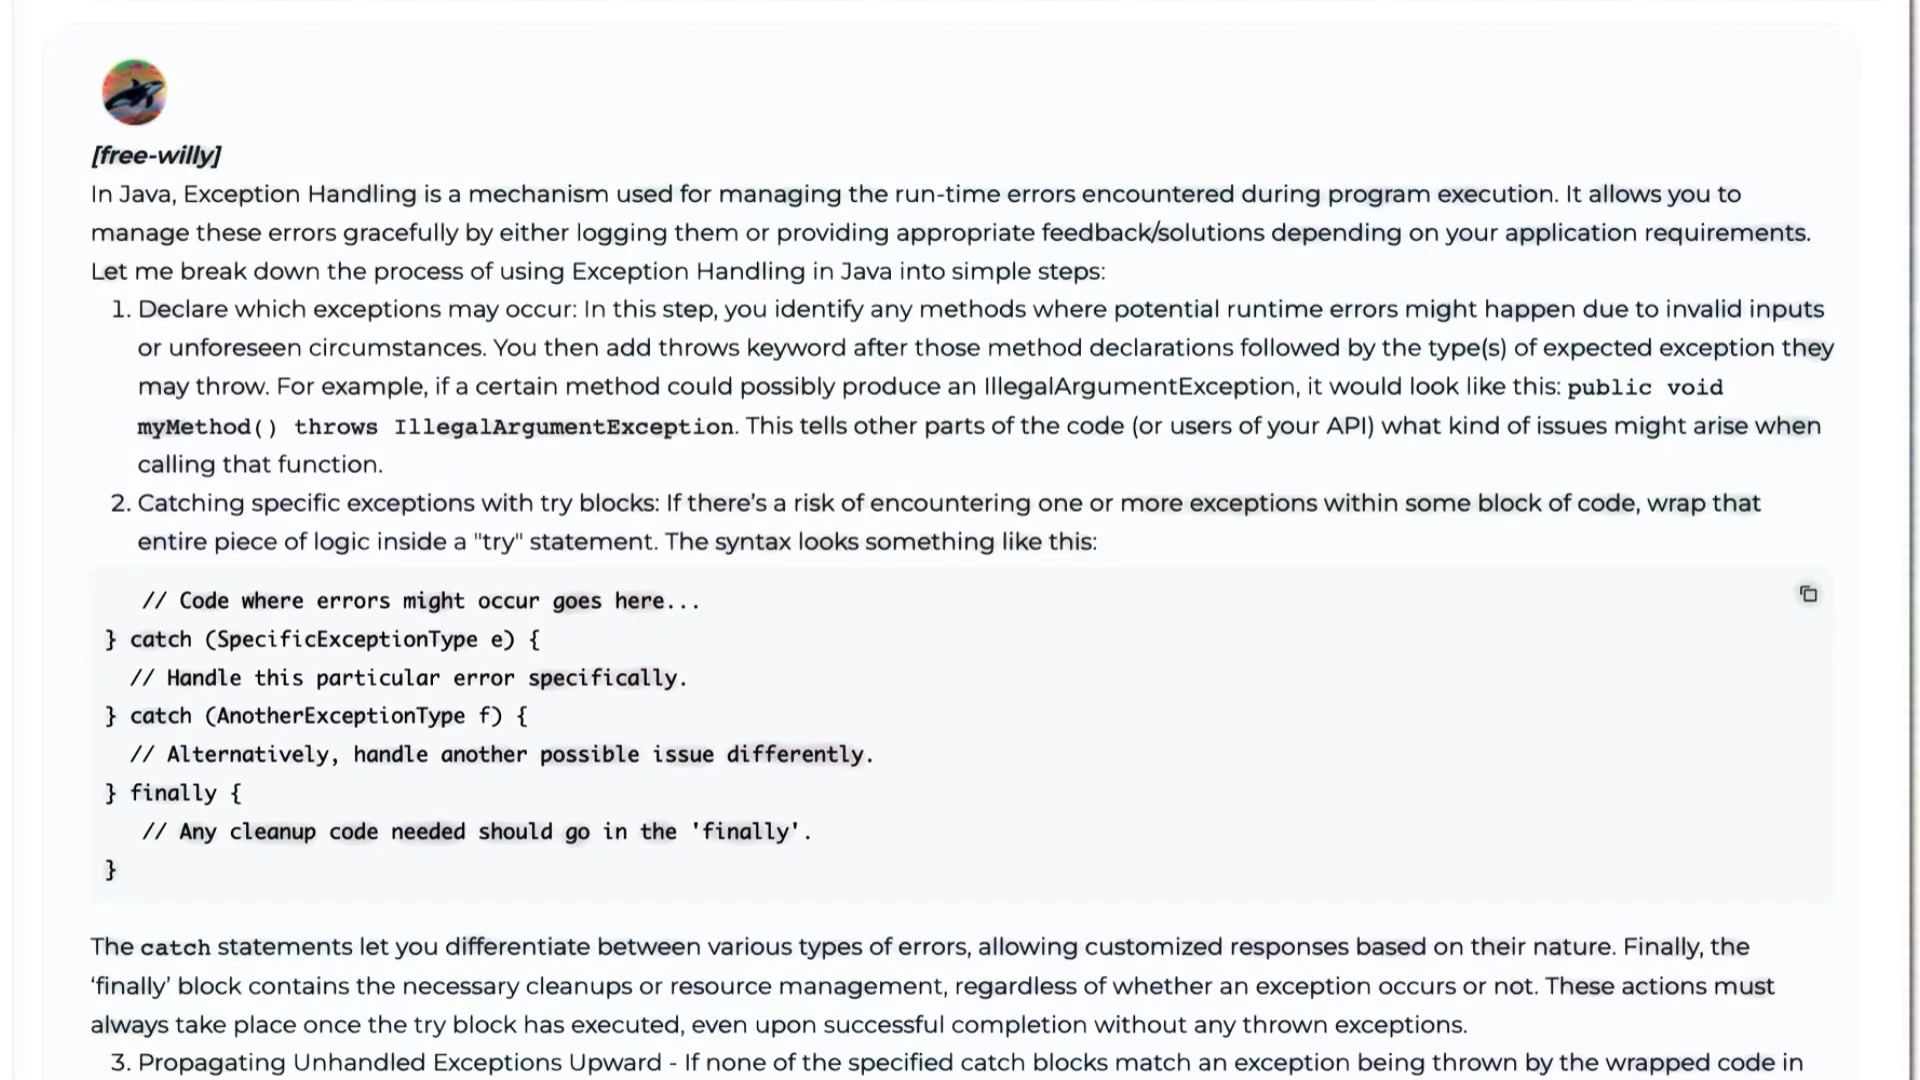 [free-willy]
In Java, Exception Handling is a mechanism used for managing the run-time errors encountered during program execution. It allows you to
manage these errors gracefully by either logging them or providing appropriate feedback/solutions depending on your application requirements.
Let me break down the process of using Exception Handling in Java into simple steps:
1. Declare which exceptions may occur: In this step, you identify any methods where potential runtime errors might happen due to invalid inputs
or unforeseen circumstances. You then add throws keyword after those method declarations followed by the type(s) of expected exception they
may throw. For example, if a certain method could possibly produce an IllegalArgumentException, it would look like this: public void
myMethod() throws IllegalArgumentException. This tells other parts of the code (or users of your API) what kind of issues might arise when
calling that function.
2. Catching specific exceptions with try blocks: If there's a risk of encountering one or more exceptions within some block of code, wrap that
entire piece of logic inside a "try" statement. The syntax looks something like this:
// Code where errors might occur goes here...
} catch (SpecificExceptionType e) {
// Handle this particular error specifically.
} catch (AnotherExceptionType f) {
// Alternatively, handle another possible issue differently.
} finally {
// Any cleanup code needed should go in the 'finally'.
}
The catch statements let you differentiate between various types of errors, allowing customized responses based on their nature. Finally, the
‘finally’ block contains the necessary cleanups or resource management, regardless of whether an exception occurs or not. These actions must
always take place once the try block has executed, even upon successful completion without any thrown exceptions.
3. Propagating Unhandled Exceptions Upward - If none of the specified catch blocks match an exception being thrown by the wrapped code in